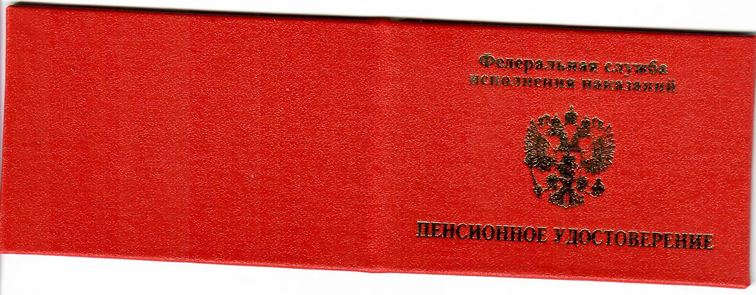 Федеральная служба
исполнения наказаний
ПЕНСИОННОЕ УДОСТОВЕРЕНИЕ